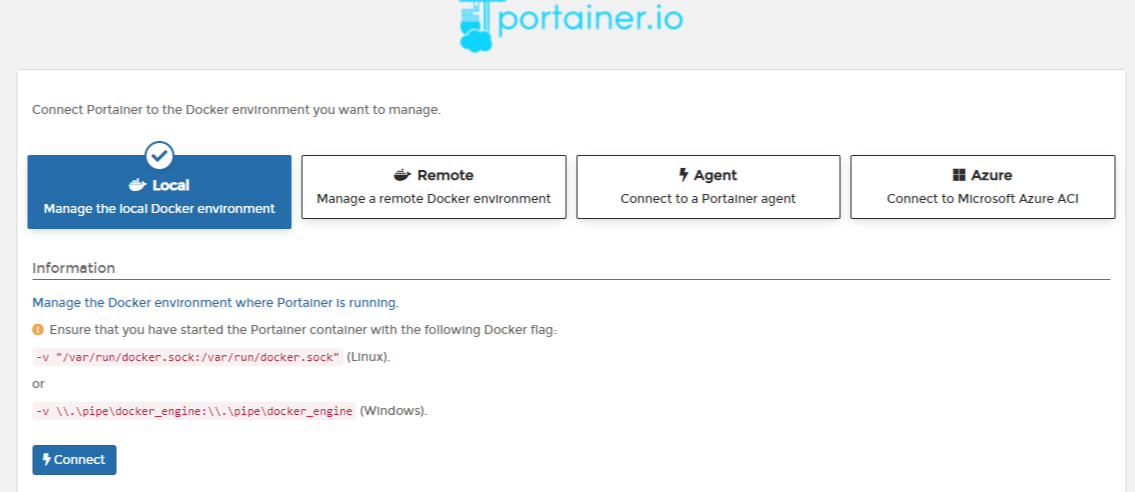 portainer.io
Connect Portainer to the Docker environment you want to manage.
Local
Manage the local Docker environment
Remote
Manage a remote Docker environment
Agent
Connect to a Portainer agent
Azure
Connect to Microsoft Azure ACI
Information
Manage the Docker environment where Portainer is running.
Ensure that you have started the Portainer container with the following Docker flag:
-v "/var/run/docker.sock:/var/run/docker.sock" (Linux).
or
-v \\.\pipe\docker_engine:\\.\pipe\docker_engine (Windows).
Connect